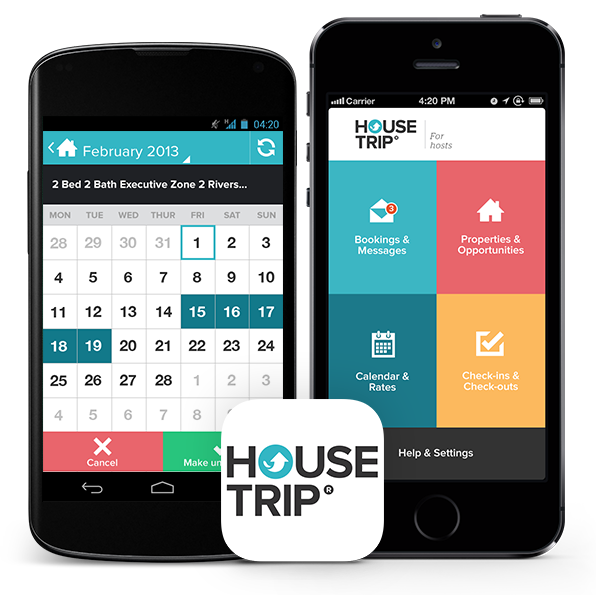 H 04:20
February 2013
2 Bed 2 Bath Executive Zone 2 Rivers...
MON TUE WED THUR FRI SAT SUN
28 29 30 31 1 2 3
4 5 6 7 8 9 10
11 12 13 14 15 16 17
18 19 20 21 22 23 24
25 26 27 28 1 2 3
4 5 6 7 8
Cancel
Make un
Carrier 4:20 PM
HOUSE
TRIP®
For
hosts
3
Bookings &
Messages
Properties &
Opportunities
Calendar &
Rates
Check-ins &
Check-outs
Help & Settings
HOUSE
TRIP®